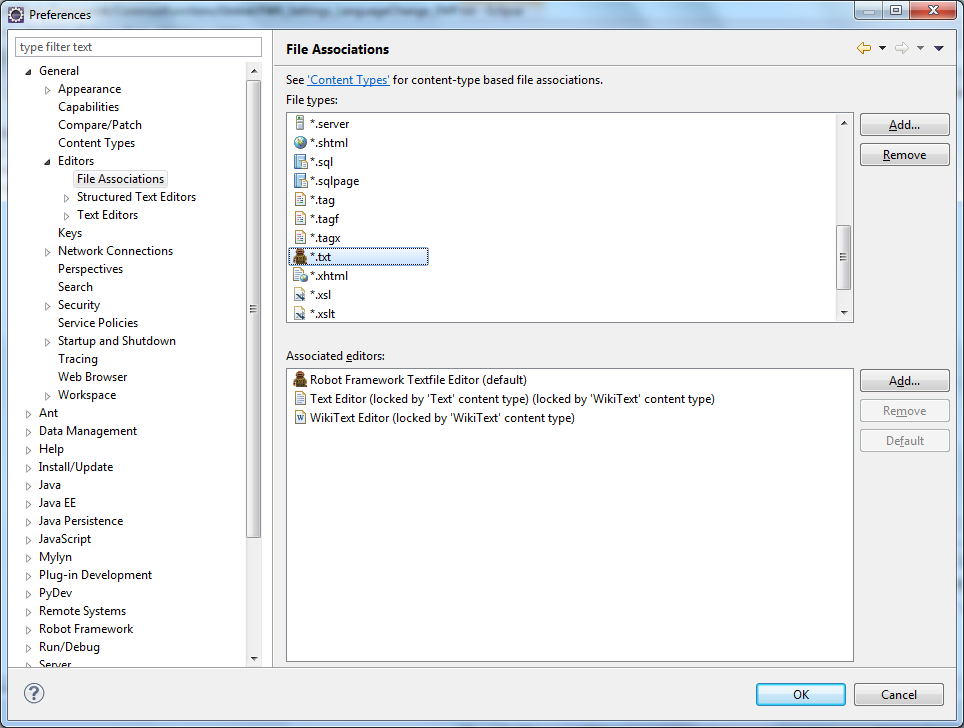 Preferences
type filter text
General
Appearance
Capabilities
Compare/Patch
Content Types
Editors
File Associations
Structured Text Editors
Text Editors
Keys
Network Connections
Perspectives
Search
Security
Service Policies
Startup and Shutdown
Tracing
Web Browser
Workspace
Ant
Data Management
Help
Install/Update
Java
Java EE
Java Persistence
JavaScript
Mylyn
Plug-in Development
PyDev
Remote Systems
Robot Framework
Run/Debug
Server
File Associations
See 'Content Types' for content-type based file associations.
File types:
*.server
*.shtml
*.sql
*.sqlpage
*.tag
*.tagf
*.tagx
*.txt
*.xhtml
*.xsl
*.xslt
Add...
Remove
Associated editors:
Robot Framework Textfile Editor (default)
Text Editor (locked by 'Text' content type) (locked by 'WikiText' content type)
WikiText Editor (locked by 'WikiText' content type)
Add...
Remove
Default
OK
Cancel